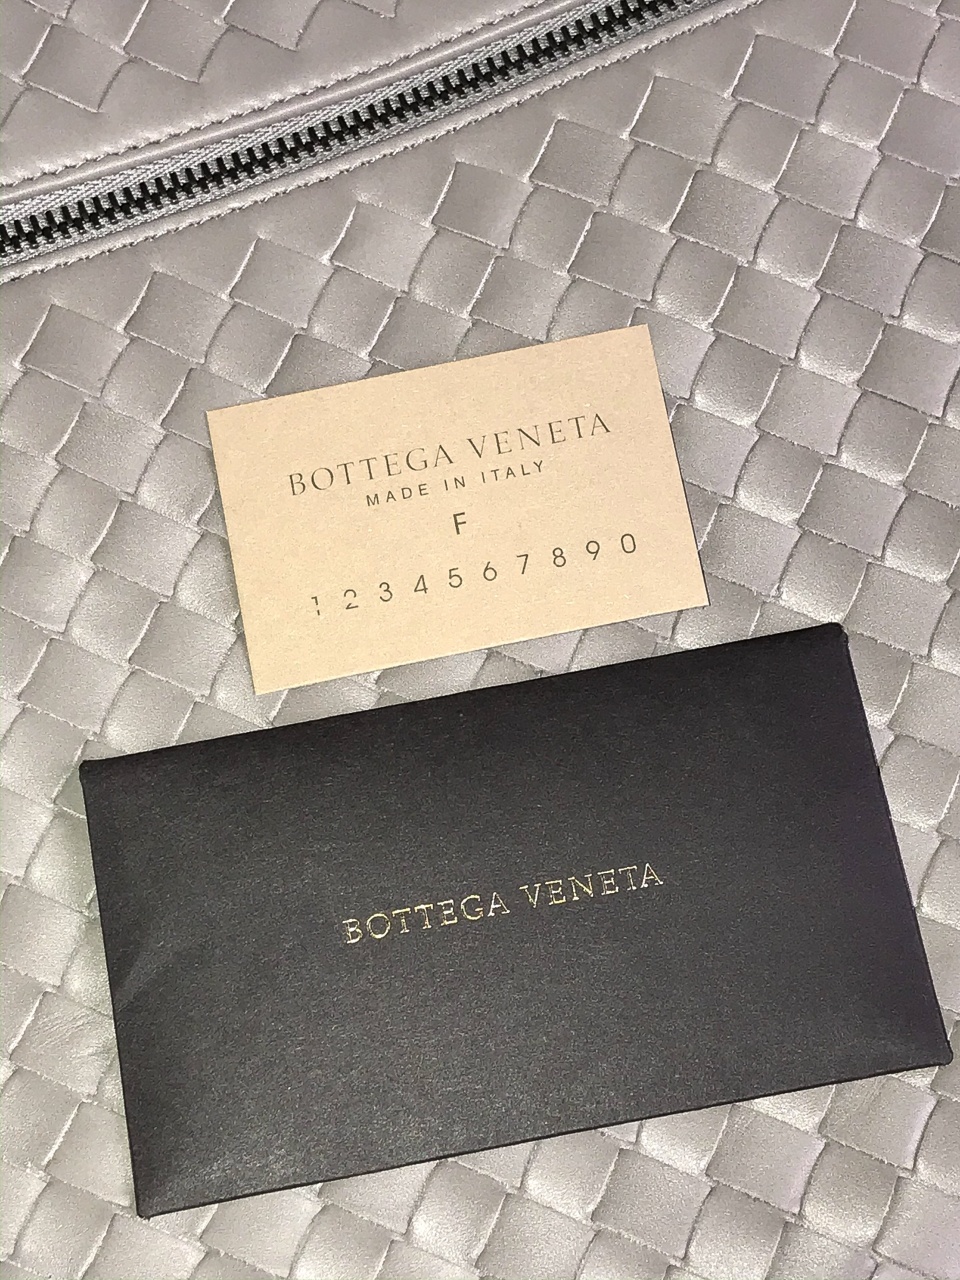 BOTTEGA VENETA
MADE IN ITALY
F
1 2 3 4 5 6 7 8 9 0
BOTTEGA VENETA